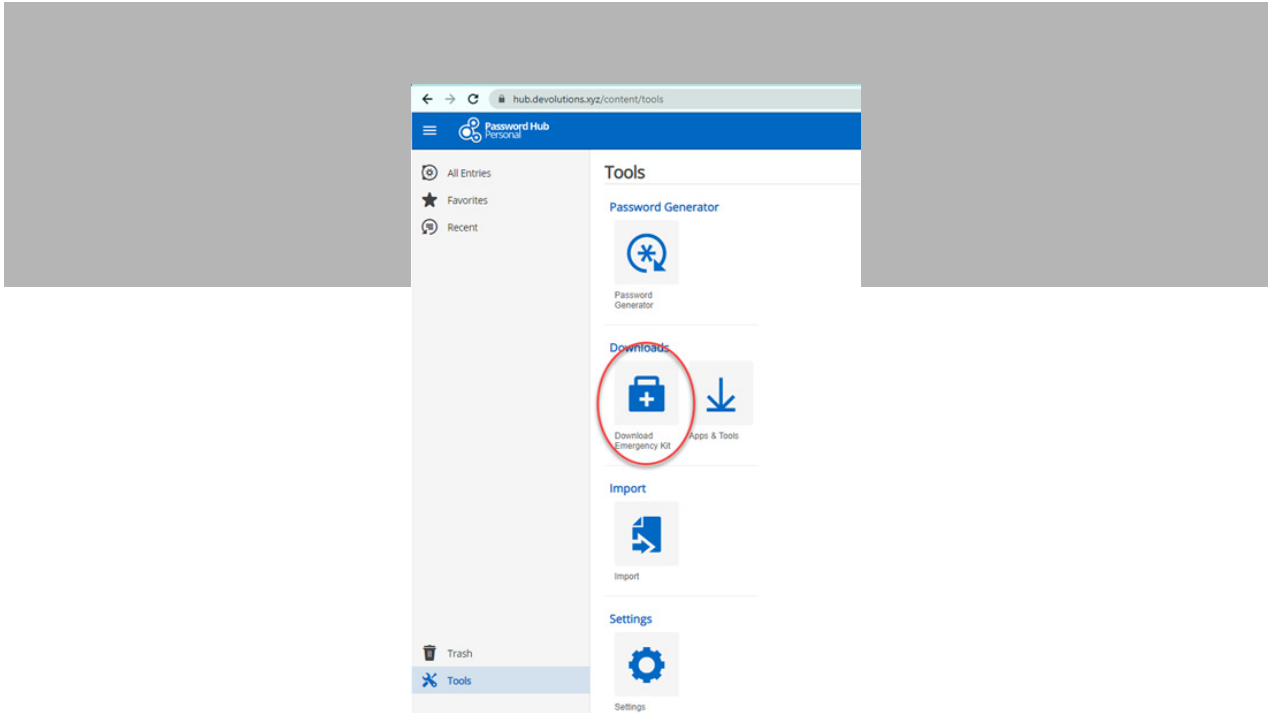 hub.devolutions.xyz/content/tools
Password Hub
Personal
All Entries
Favorites
Recent
Trash
Tools
Tools
Password Generator
Password
Generator
Downloads
Download
Emergency Kit
Apps & Tools
Import
Import
Settings
Settings